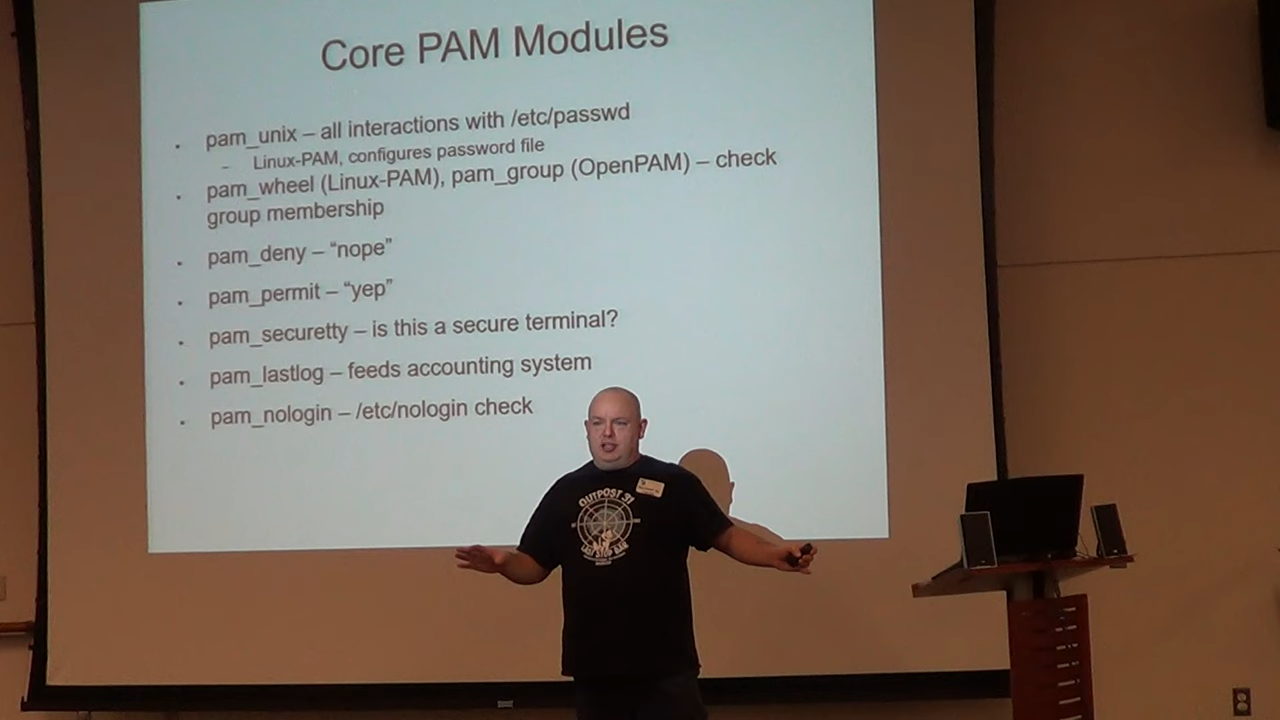 Core PAM Modules
. pam_unix – all interactions with /etc/passwd
– Linux-PAM, configures password file
. pam_wheel (Linux-PAM), pam_group (OpenPAM) – check
group membership
. pam_deny – “nope”
. pam_permit – “yep”
. pam_securetty – is this a secure terminal?
. pam_lastlog – feeds accounting system
. pam_nologin – /etc/nologin check
OUTPOST 31